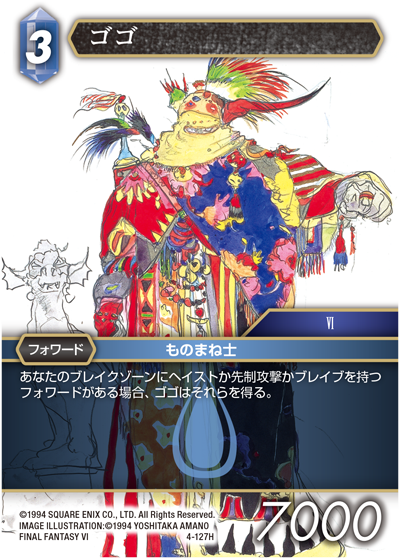 3
ゴゴ
VI
フォワード
ものまね士
あなたのブレイクゾーンにヘイストか先制攻撃かブレイブを持つ
フォワードがある場合、ゴゴはそれらを得る。
©1994 SQUARE ENIX CO., LTD. All Rights Reserved.
IMAGE ILLUSTRATION:©1994 YOSHITAKA AMANO
FINAL FANTASY VI 4-127H
7000